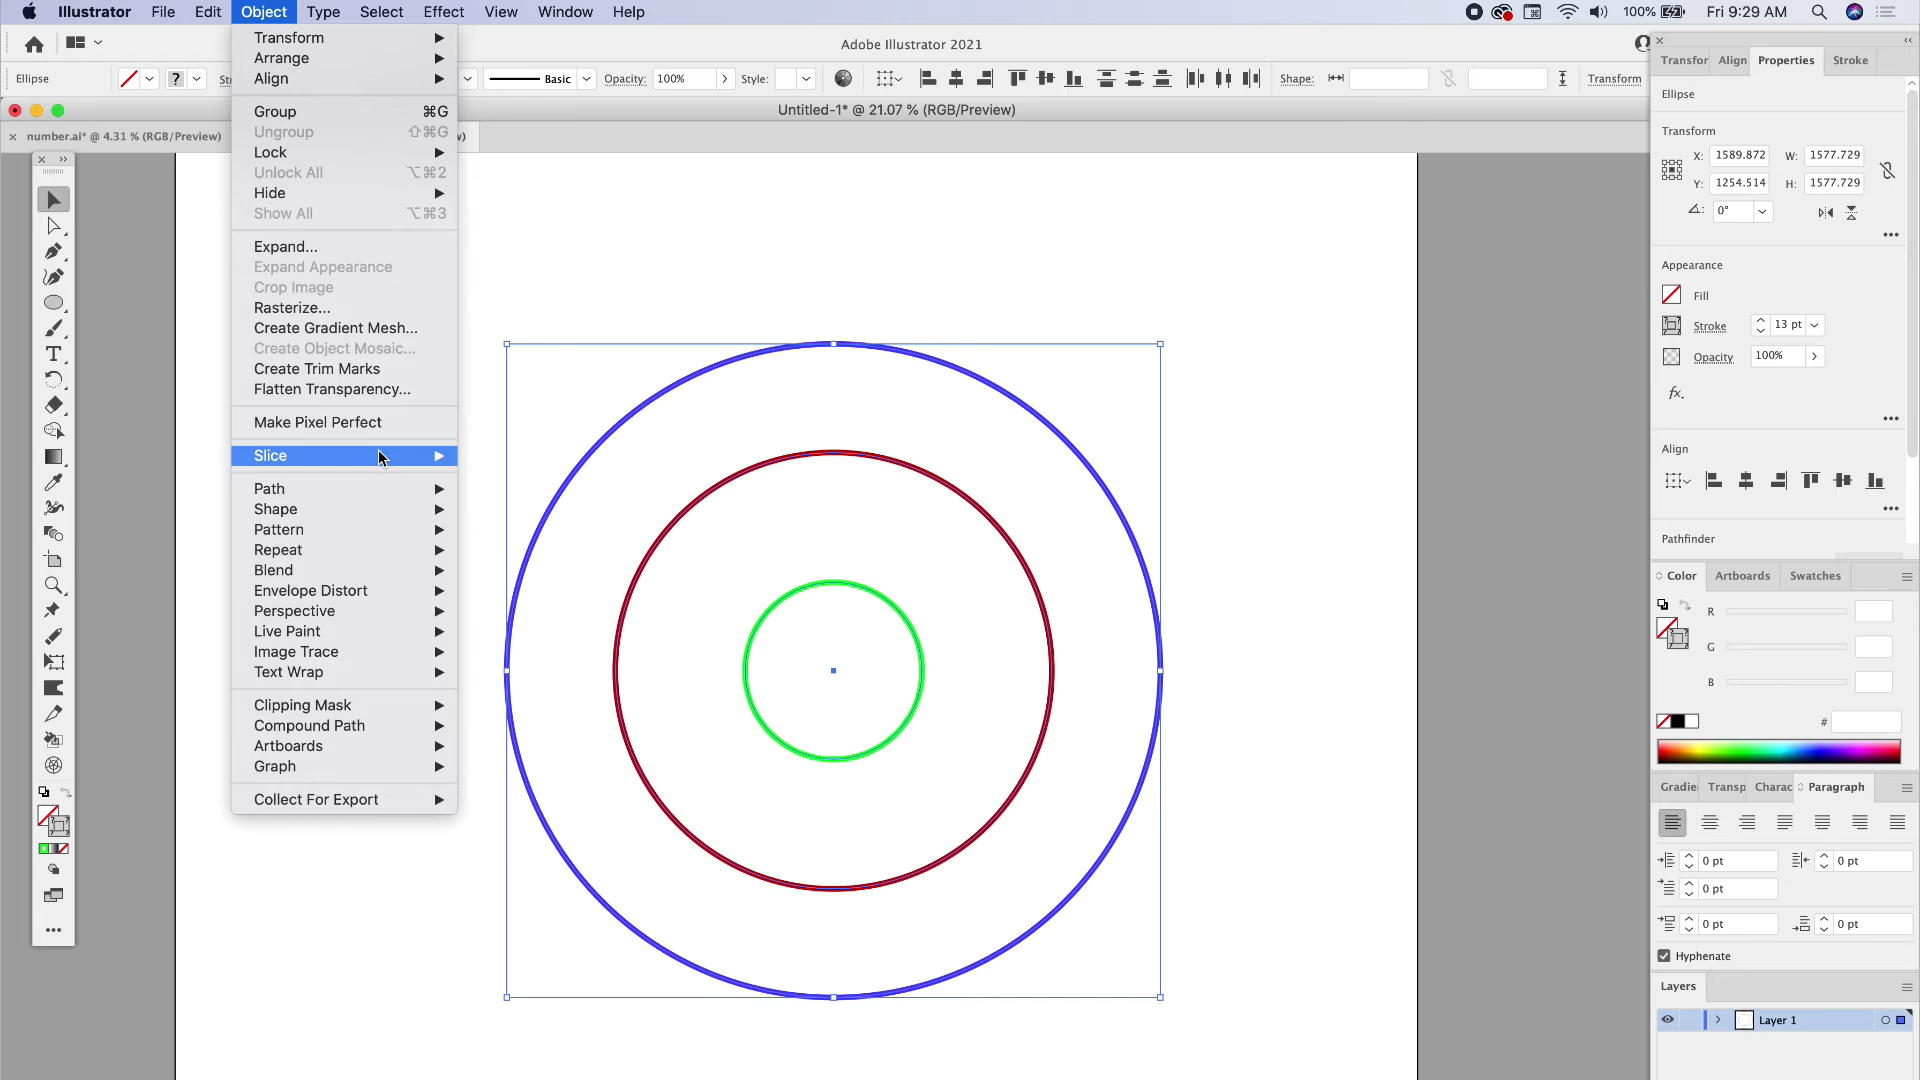 Illustrator File Edit Object Type Select Effect View Window Help 100% Fri 9:29 AM
Adobe Illustrator 2021
Ellipse ? Basic Opacity: 100% Style: Shape: Transform
Untitled-1* @ 21.07 % (RGB/Preview)
number.ai* @ 4.31 % (RGB/Preview)
Transform
Arrange
Align
Group ⌘G
Ungroup ⇧⌘G
Lock
Unlock All ⌥⌘2
Hide
Show All ⌥⌘3
Expand...
Expand Appearance
Crop Image
Rasterize...
Create Gradient Mesh...
Create Object Mosaic...
Create Trim Marks
Flatten Transparency...
Make Pixel Perfect
Slice
Path
Shape
Pattern
Repeat
Blend
Envelope Distort
Perspective
Live Paint
Image Trace
Text Wrap
Clipping Mask
Compound Path
Artboards
Graph
Collect For Export
Transfor Align Properties Stroke
Ellipse
Transform
X: 1589.872 W: 1577.729
Y: 1254.514 H: 1577.729
0°
Appearance
Fill
Stroke 13 pt
Opacity 100%
fx.
Align
Pathfinder
Color Artboards Swatches
R
G
B
#
Gradie Transp Charac Paragraph
0 pt 0 pt
0 pt
0 pt 0 pt
Hyphenate
Layers
Layer 1